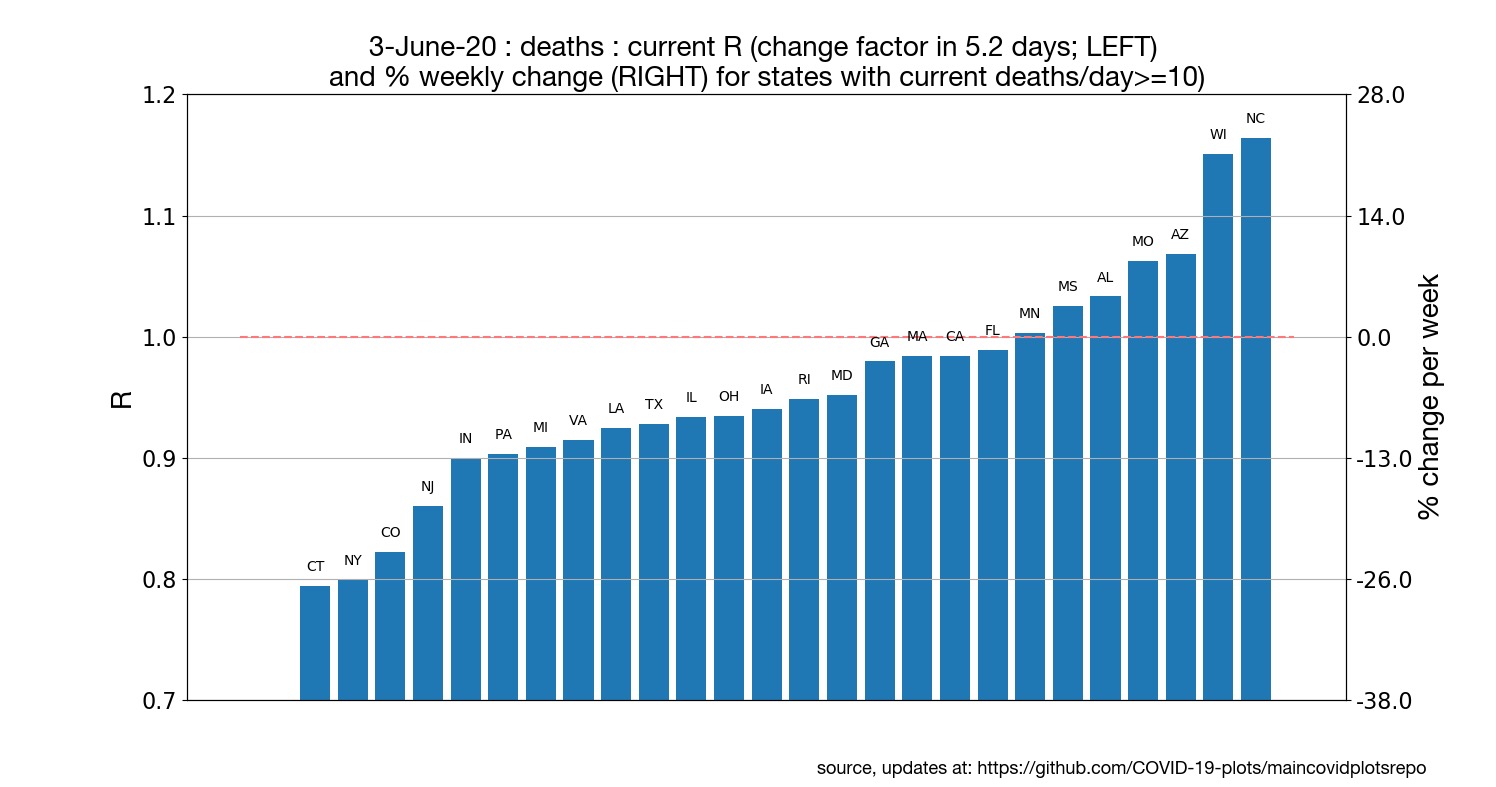 3-June-20 : deaths : current R (change factor in 5.2 days; LEFT)
and % weekly change (RIGHT) for states with current deaths/day>=10)
1.2
1.1
1.0
0.9
0.8
0.7
R
CT
NY
CO
NJ
IN
PA
MI
VA
LA
TX
IL
OH
IA
RI
MD
GA
MA
CA
FL
MN
MS
AL
MO
AZ
WI
NC
28.0
14.0
0.0
-13.0
-26.0
-38.0
% change per week
source, updates at: https://github.com/COVID-19-plots/maincovidplotsrepo